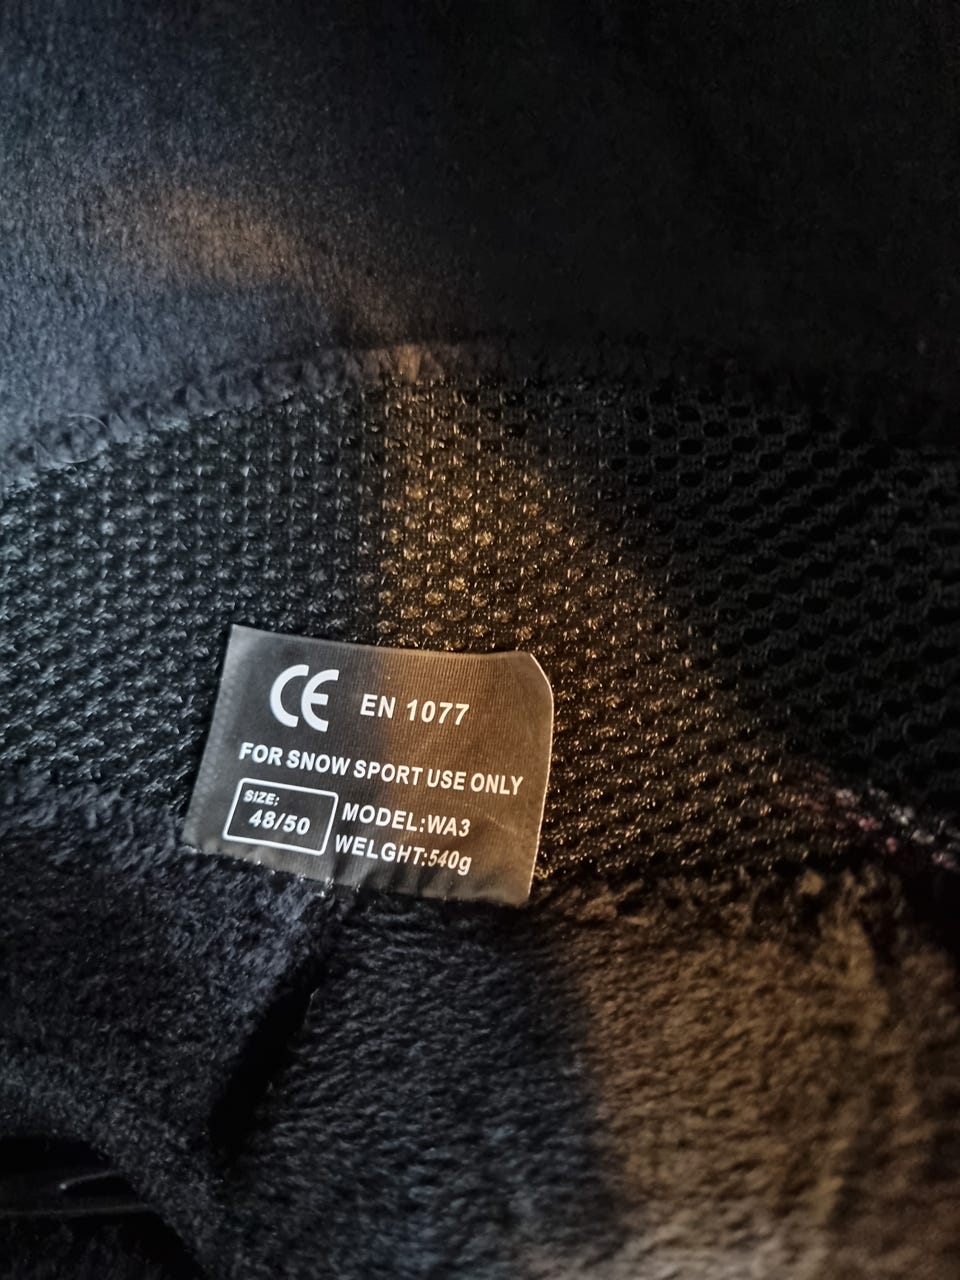 CE EN 1077
FOR SNOW SPORT USE ONLY
SIZE:
48/50
MODEL:WA3
WELGHT:540g